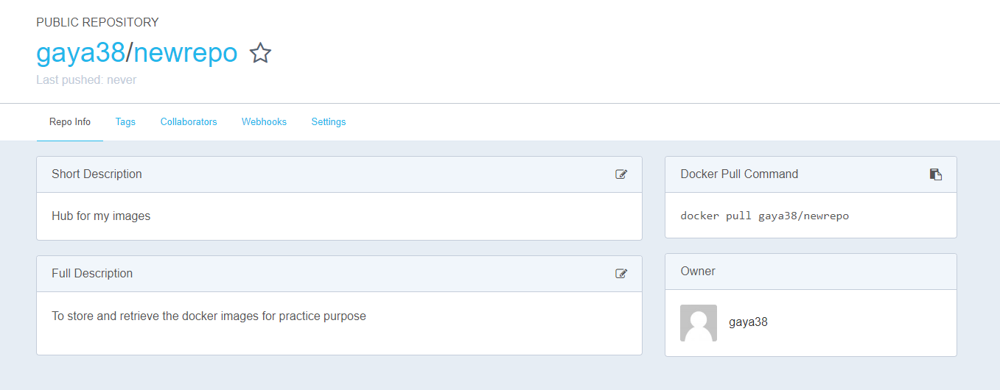 PUBLIC REPOSITORY
gaya38/newrepo
Last pushed: never
Repo Info
Tags
Collaborators
Webhooks
Settings
Short Description
Hub for my images
Full Description
To store and retrieve the docker images for practice purpose
Docker Pull Command
docker pull gaya38/newrepo
Owner
gaya38